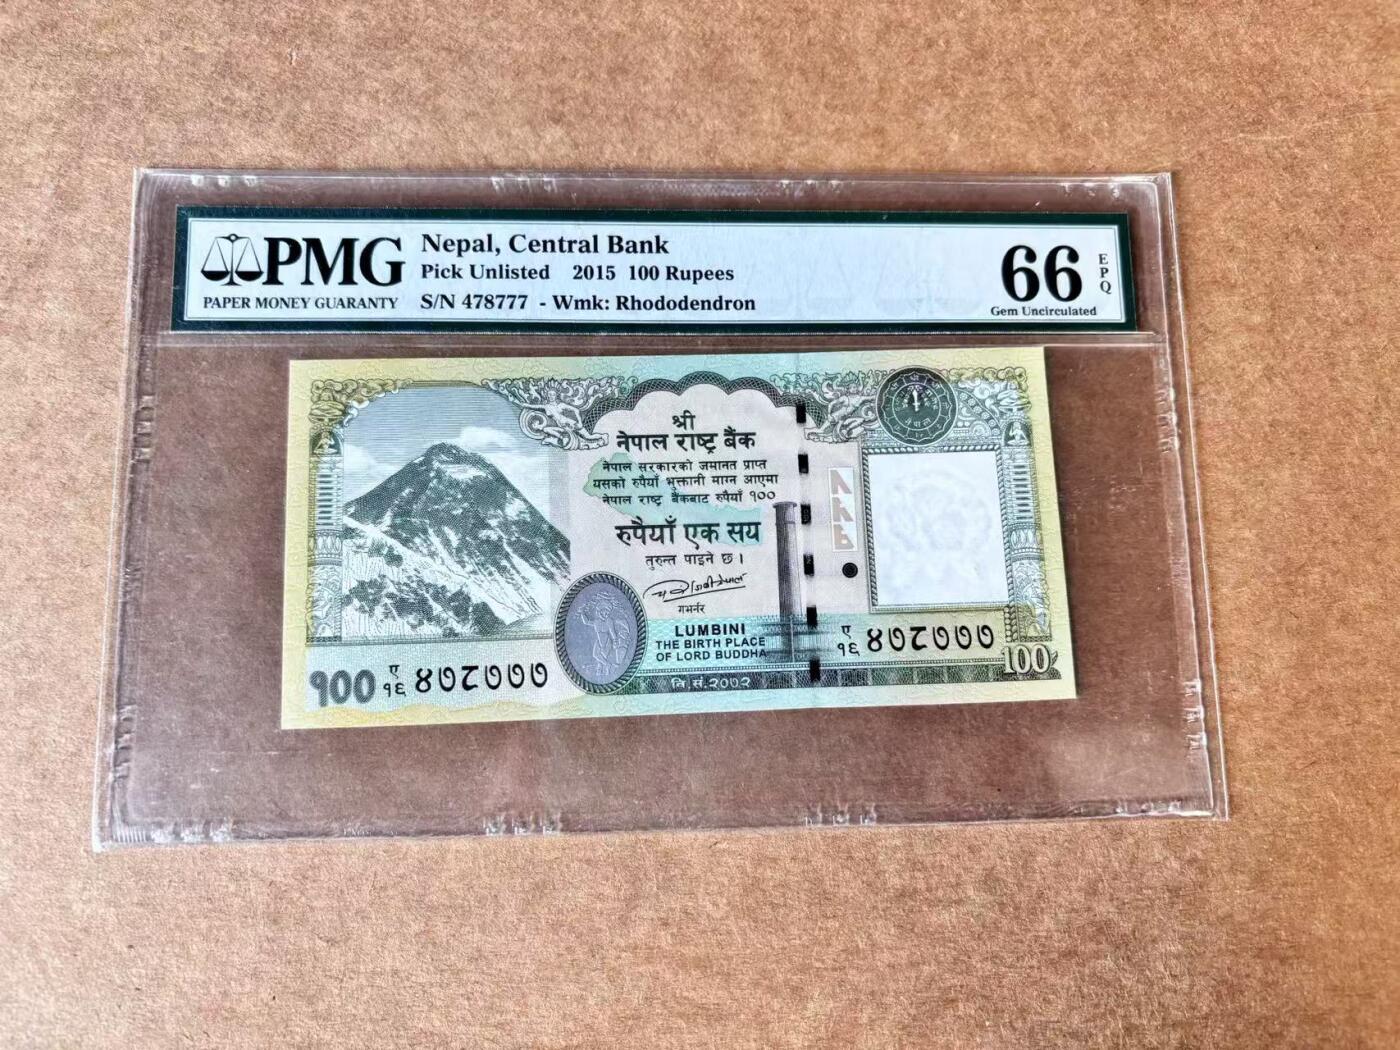 PMG
PAPER MONEY GUARANTY
Nepal, Central Bank
Pick Unlisted 2015 100 Rupees
S/N 478777 - Wmk: Rhododendron
66
EPQ
Gem Uncirculated
श्री
नेपाल राष्ट्र बैंक
नेपाल सरकारको जमानत प्राप्त
यसको रुपैयाँ भुक्तानी माग्न आएमा
नेपाल राष्ट्र बैंकबाट रुपैयाँ १००
रुपैयाँ एक सय
तुरुन्त पाइने छ ।
गभर्नर
LUMBINI
THE BIRTH PLACE
OF LORD BUDDHA
वि.सं.२०७२
ए
१६ ४७८७७७
१०० ए
१६ ४७८७७७
100